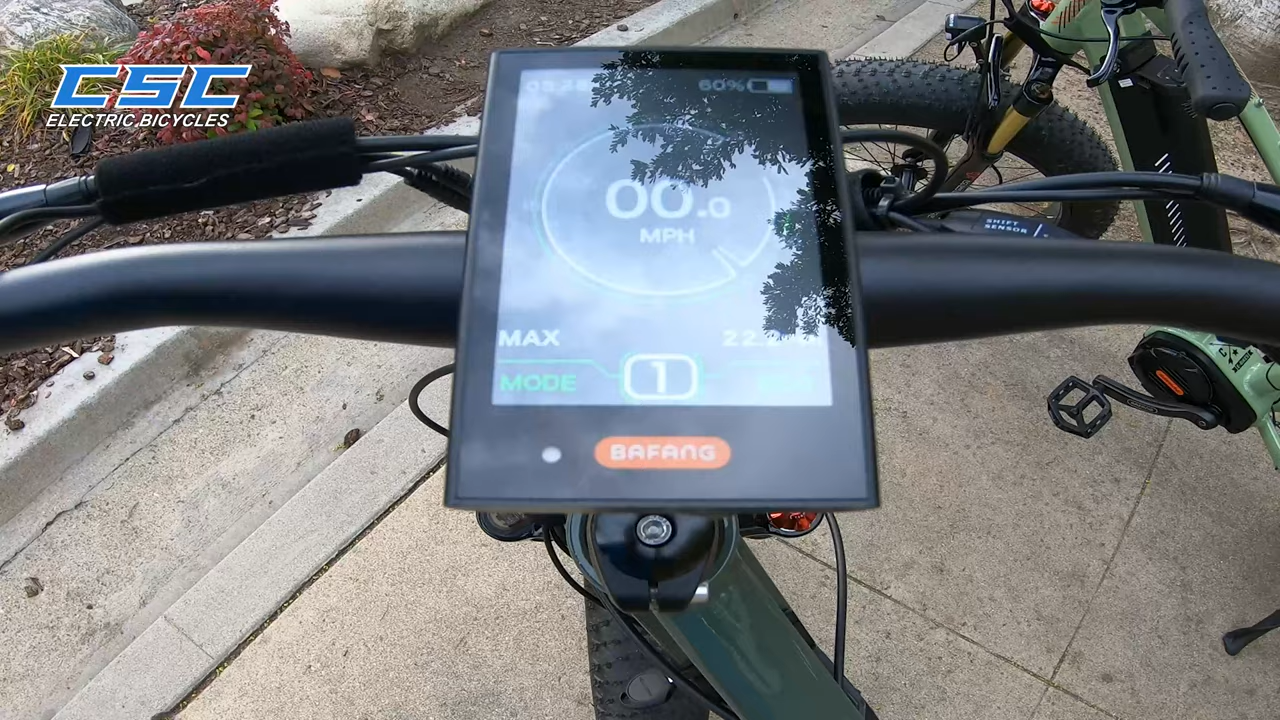 CSC
ELECTRIC BICYCLES
60%
00.0
MPH
MAX
MODE
1
BAFANG
SHIFT
SENSOR